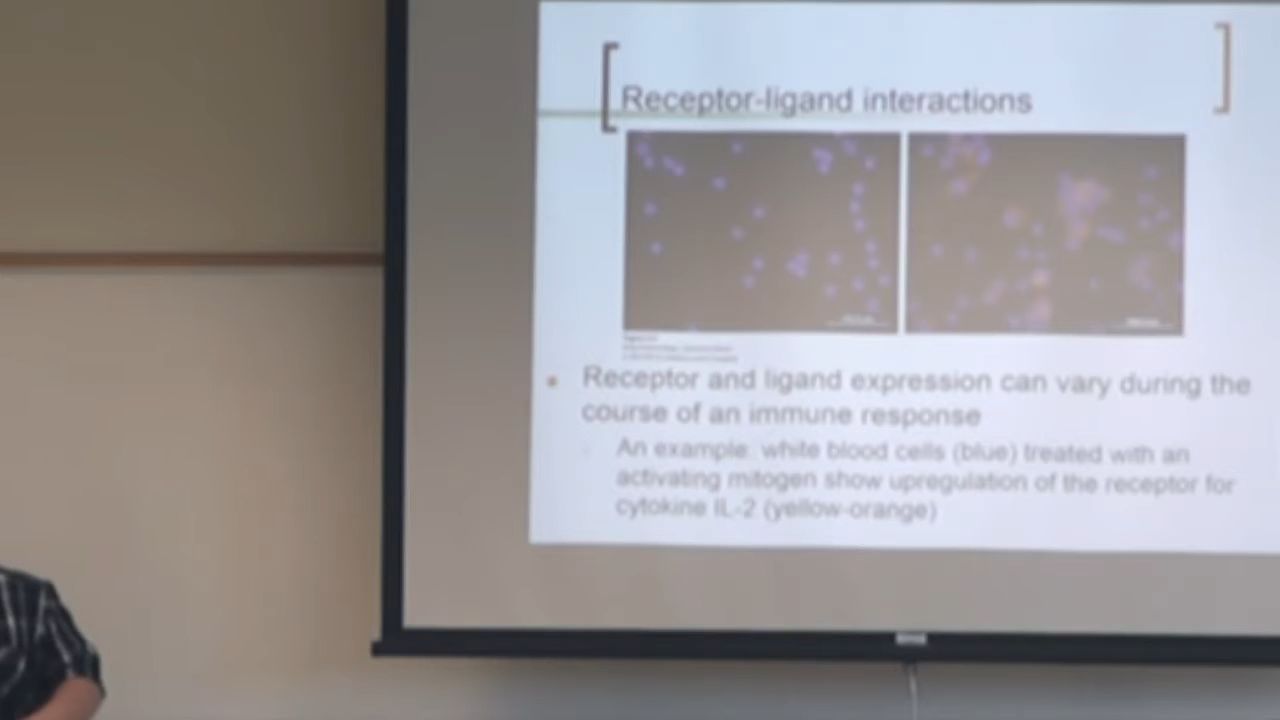 Receptor-ligand interactions
Receptor and ligand expression can vary during the
course of an immune response
An example: white blood cells (blue) treated with an
activating mitogen show upregulation of the receptor for
cytokine IL-2 (yellow-orange)